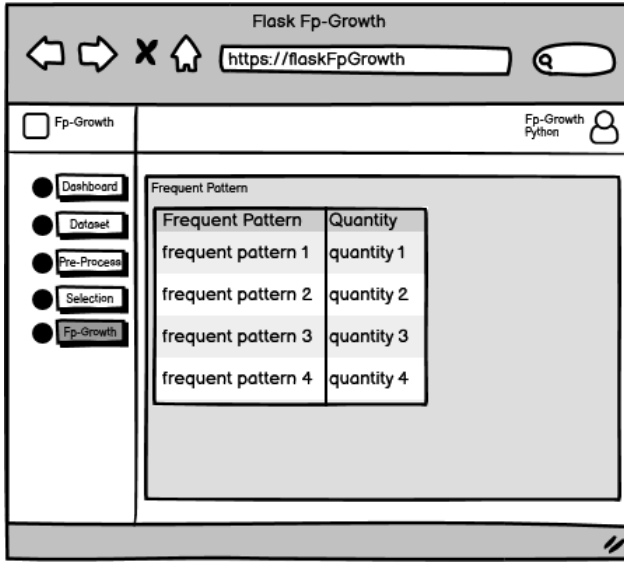 Flask Fp-Growth
https://flaskFpGrowth
Fp-Growth
Fp-Growth
Python
Dashboard
Dataset
Pre-Process
Selection
Fp-Growth
Frequent Pattern
Frequent Pattern Quantity
frequent pattern 1 quantity 1
frequent pattern 2 quantity 2
frequent pattern 3 quantity 3
frequent pattern 4 quantity 4